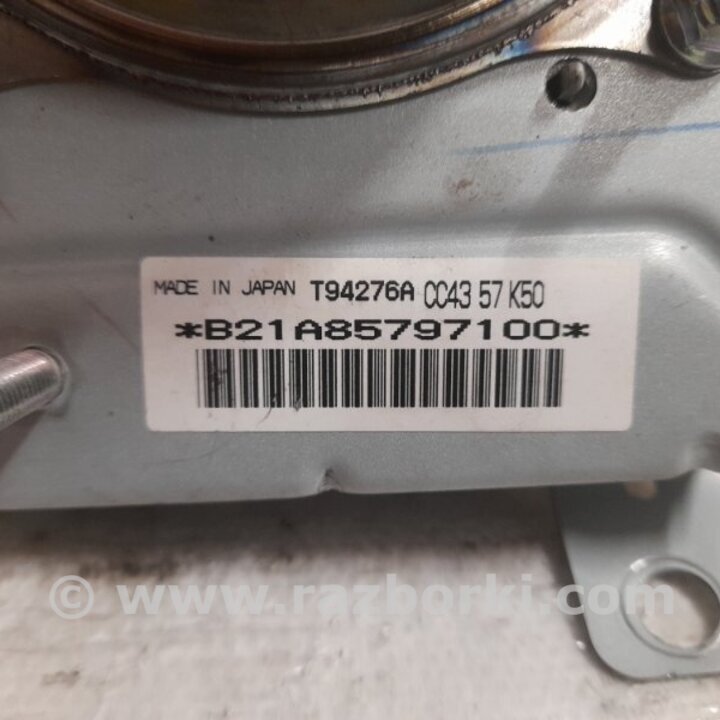 MADE IN JAPAN T94276A CC43 57 K50
*B21A85797100*
© www.razborki.com